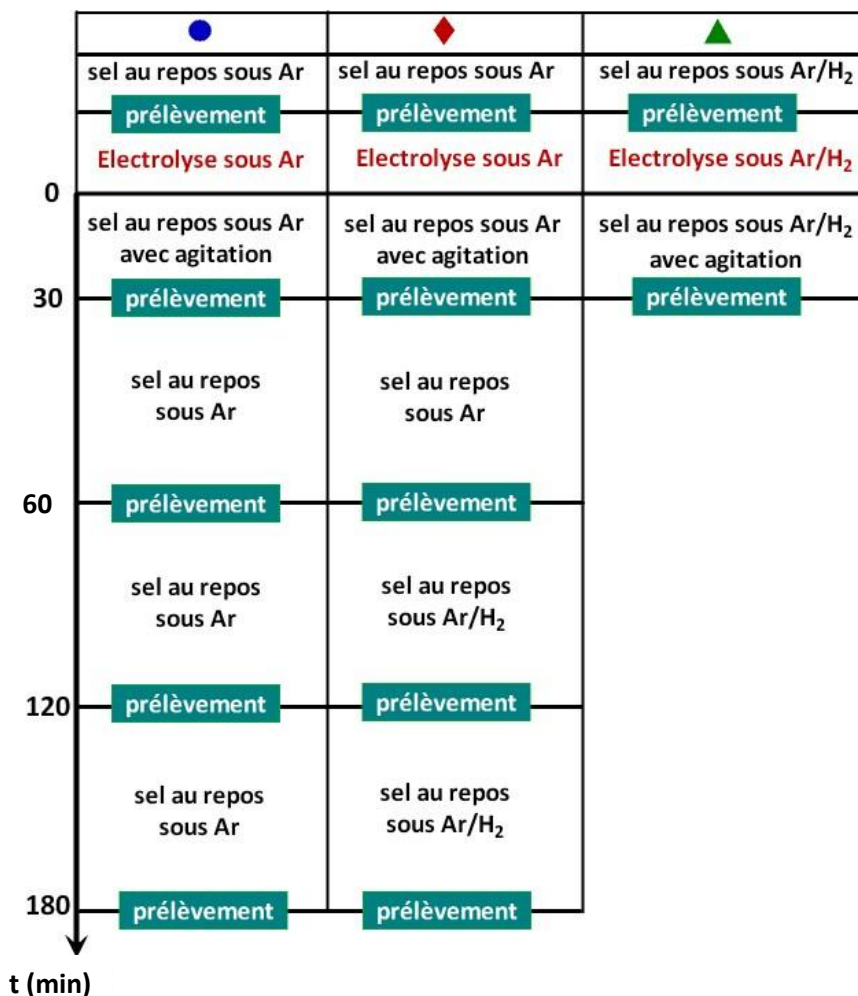 sel au repos sous Ar
sel au repos sous Ar
sel au repos sous Ar/H₂
prélèvement
prélèvement
prélèvement
Electrolyse sous Ar
Electrolyse sous Ar
Electrolyse sous Ar/H₂
0
sel au repos sous Ar
avec agitation
sel au repos sous Ar
avec agitation
sel au repos sous Ar/H₂
avec agitation
30
prélèvement
prélèvement
prélèvement
sel au repos
sous Ar
sel au repos
sous Ar
60
prélèvement
prélèvement
sel au repos
sous Ar
sel au repos
sous Ar/H₂
120
prélèvement
prélèvement
sel au repos
sous Ar
sel au repos
sous Ar/H₂
180
prélèvement
prélèvement
t (min)